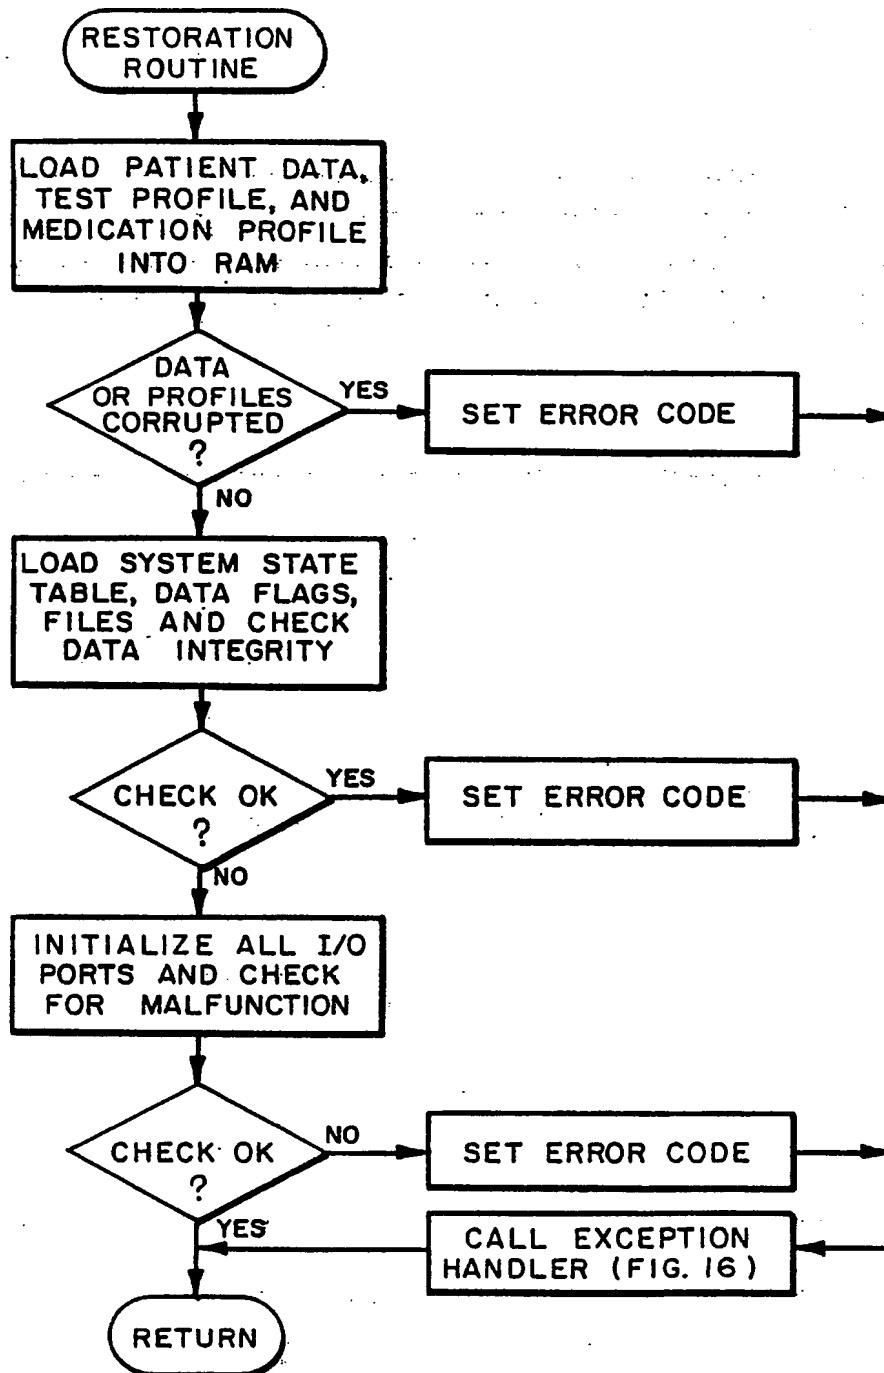 RESTORATION
ROUTINE
LOAD PATIENT DATA,
TEST PROFILE, AND
MEDICATION PROFILE
INTO RAM
DATA
OR PROFILES
CORRUPTED
?
YES
SET ERROR CODE
NO
LOAD SYSTEM STATE
TABLE, DATA FLAGS,
FILES AND CHECK
DATA INTEGRITY
CHECK OK
?
YES
SET ERROR CODE
NO
INITIALIZE ALL I/O
PORTS AND CHECK
FOR MALFUNCTION
CHECK OK
?
NO
SET ERROR CODE
YES
CALL EXCEPTION
HANDLER (FIG. 16)
RETURN